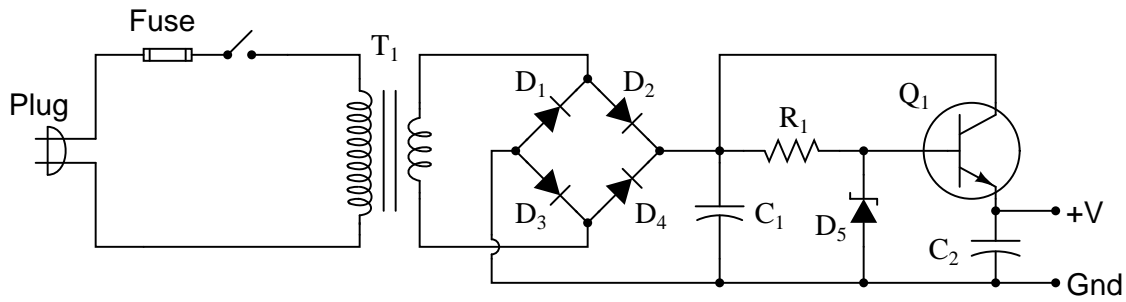 Fuse
Plug
T1
D1
D2
D3
D4
R1
C1
D5
Q1
C2
+V
Gnd